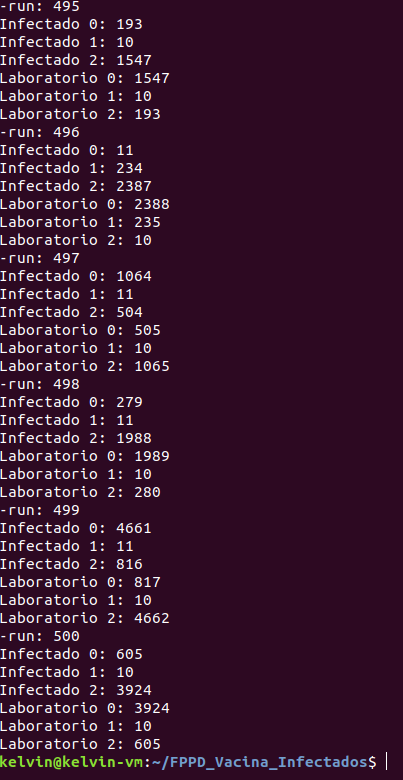 -run: 495
Infectado 0: 193
Infectado 1: 10
Infectado 2: 1547
Laboratorio 0: 1547
Laboratorio 1: 10
Laboratorio 2: 193
-run: 496
Infectado 0: 11
Infectado 1: 234
Infectado 2: 2387
Laboratorio 0: 2388
Laboratorio 1: 235
Laboratorio 2: 10
-run: 497
Infectado 0: 1064
Infectado 1: 11
Infectado 2: 504
Laboratorio 0: 505
Laboratorio 1: 10
Laboratorio 2: 1065
-run: 498
Infectado 0: 279
Infectado 1: 11
Infectado 2: 1988
Laboratorio 0: 1989
Laboratorio 1: 10
Laboratorio 2: 280
-run: 499
Infectado 0: 4661
Infectado 1: 11
Infectado 2: 816
Laboratorio 0: 817
Laboratorio 1: 10
Laboratorio 2: 4662
-run: 500
Infectado 0: 605
Infectado 1: 10
Infectado 2: 3924
Laboratorio 0: 3924
Laboratorio 1: 10
Laboratorio 2: 605
kelvin@kelvin-vm:~/FPPD_Vacina_Infectados$